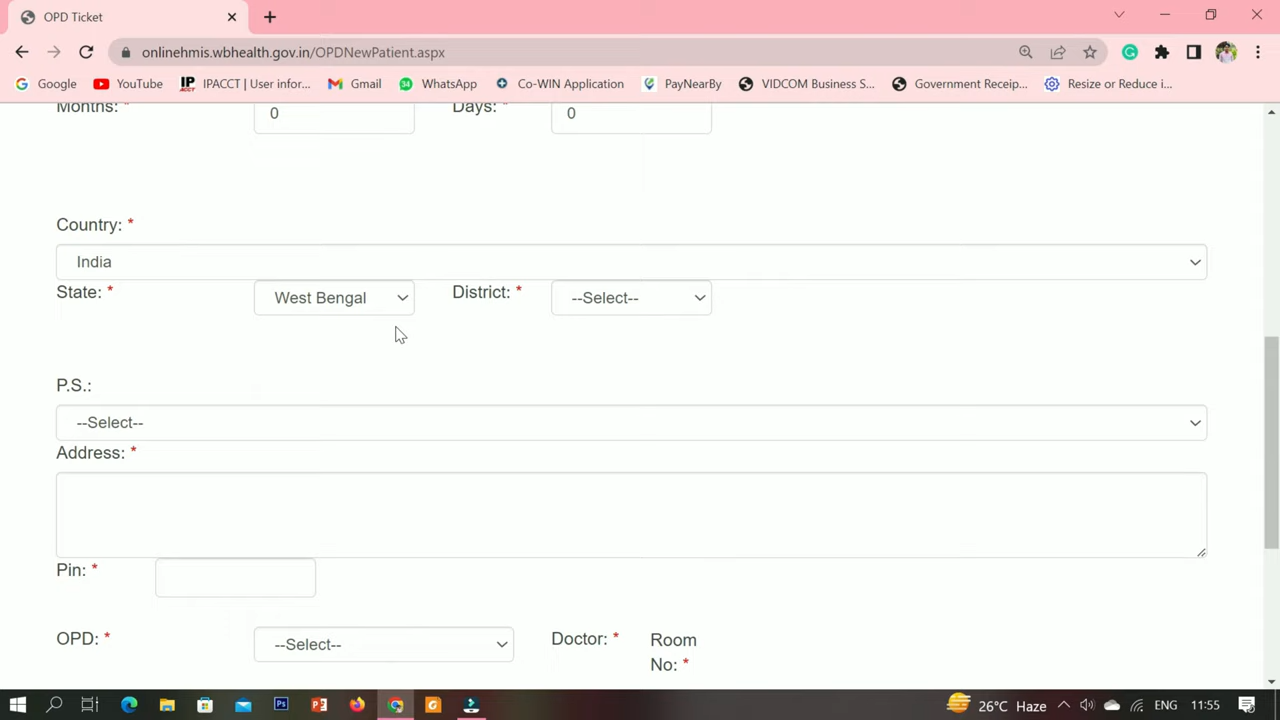 OPD Ticket
onlinehmis.wbhealth.gov.in/OPDNewPatient.aspx
Google YouTube IPACCT | User infor... Gmail WhatsApp Co-WIN Application PayNearBy VIDCOM Business S... Government Receip... Resize or Reduce i...
Months: * 0 Days: * 0
Country: *
India
State: * West Bengal District: * --Select--
P.S.:
--Select--
Address: *
Pin: *
OPD: * --Select-- Doctor: * Room
No: *
26°C Haze ENG 11:55